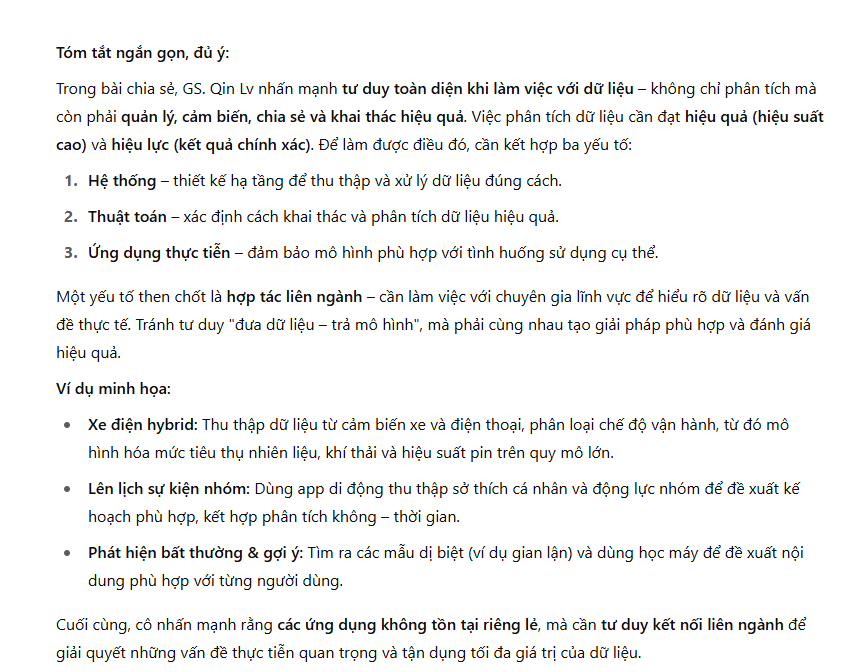 Tóm tắt ngắn gọn, đủ ý:
Trong bài chia sẻ, GS. Qin Lv nhấn mạnh tư duy toàn diện khi làm việc với dữ liệu – không chỉ phân tích mà
còn phải quản lý, cảm biến, chia sẻ và khai thác hiệu quả. Việc phân tích dữ liệu cần đạt hiệu quả (hiệu suất
cao) và hiệu lực (kết quả chính xác). Để làm được điều đó, cần kết hợp ba yếu tố:
1. Hệ thống – thiết kế hạ tầng để thu thập và xử lý dữ liệu đúng cách.
2. Thuật toán – xác định cách khai thác và phân tích dữ liệu hiệu quả.
3. Ứng dụng thực tiễn – đảm bảo mô hình phù hợp với tình huống sử dụng cụ thể.
Một yếu tố then chốt là hợp tác liên ngành – cần làm việc với chuyên gia lĩnh vực để hiểu rõ dữ liệu và vấn
đề thực tế. Tránh tư duy "đưa dữ liệu – trả mô hình", mà phải cùng nhau tạo giải pháp phù hợp và đánh giá
hiệu quả.
Ví dụ minh họa:
• Xe điện hybrid: Thu thập dữ liệu từ cảm biến xe và điện thoại, phân loại chế độ vận hành, từ đó mô
hình hóa mức tiêu thụ nhiên liệu, khí thải và hiệu suất pin trên quy mô lớn.
• Lên lịch sự kiện nhóm: Dùng app di động thu thập sở thích cá nhân và động lực nhóm để đề xuất kế
hoạch phù hợp, kết hợp phân tích không – thời gian.
• Phát hiện bất thường & gợi ý: Tìm ra các mẫu dị biệt (ví dụ gian lận) và dùng học máy để đề xuất nội
dung phù hợp với từng người dùng.
Cuối cùng, cô nhấn mạnh rằng các ứng dụng không tồn tại riêng lẻ, mà cần tư duy kết nối liên ngành để
giải quyết những vấn đề thực tiễn quan trọng và tận dụng tối đa giá trị của dữ liệu.